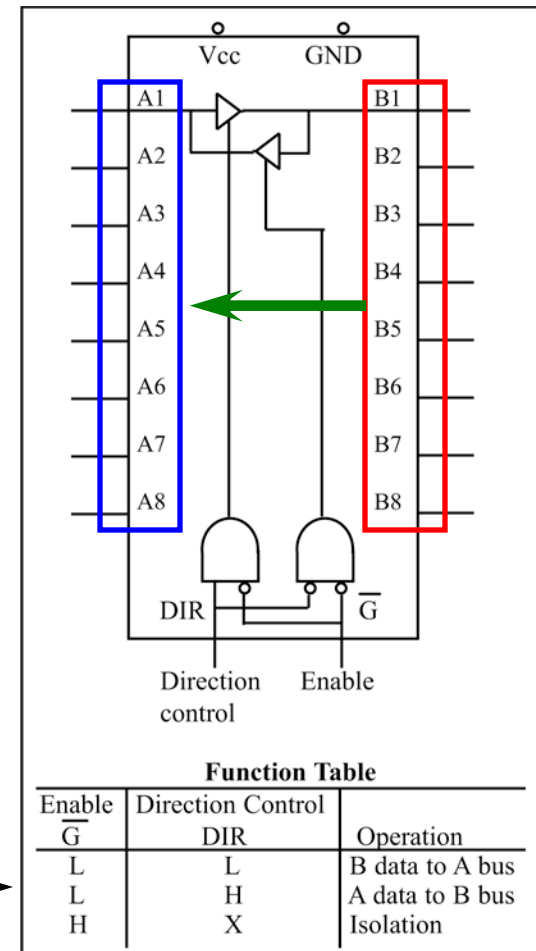 Vcc GND
A1 B1
A2 B2
A3 B3
A4 B4
A5 B5
A6 B6
A7 B7
A8 B8
DIR G̅
Direction control Enable
Function Table
Enable G̅ Direction Control DIR Operation
L L B data to A bus
L H A data to B bus
H X Isolation